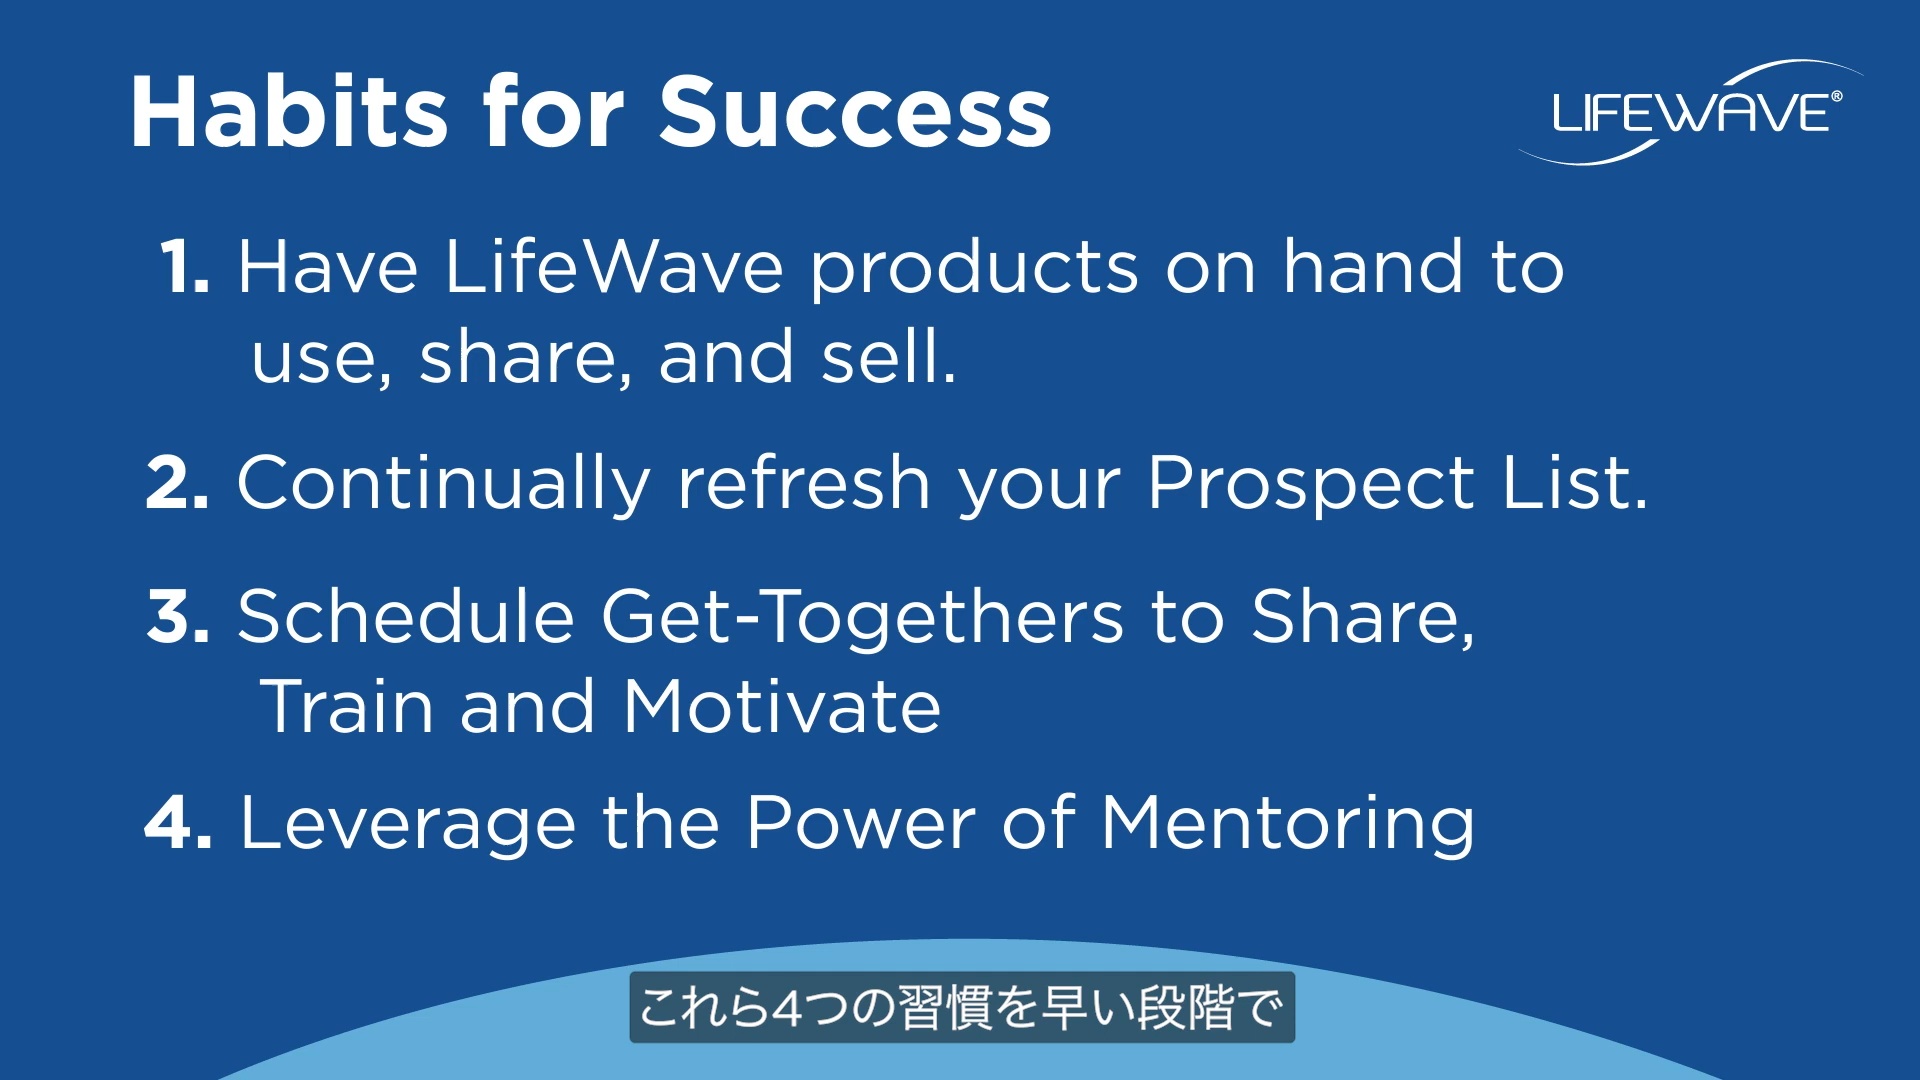 Habits for Success
LIFEWAVE®
1. Have LifeWave products on hand to
use, share, and sell.
2. Continually refresh your Prospect List.
3. Schedule Get-Togethers to Share,
Train and Motivate
4. Leverage the Power of Mentoring
これら4つの習慣を早い段階で